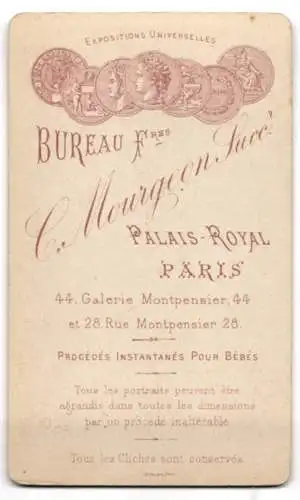 EXPOSITIONS UNIVERSELLES
BUREAU FRES
C. Mourgeon Succr
PALAIS-ROYAL
PARIS
44. Galerie Montpensier, 44
et 28. Rue Montpensier 28.
PROCÉDÉS INSTANTANÉS POUR BÉBÉS
Tous les portraits peuvent être
agrandis dans toutes les dimensions
par un procédé inaltérable
Tous les Clichés sont conservés